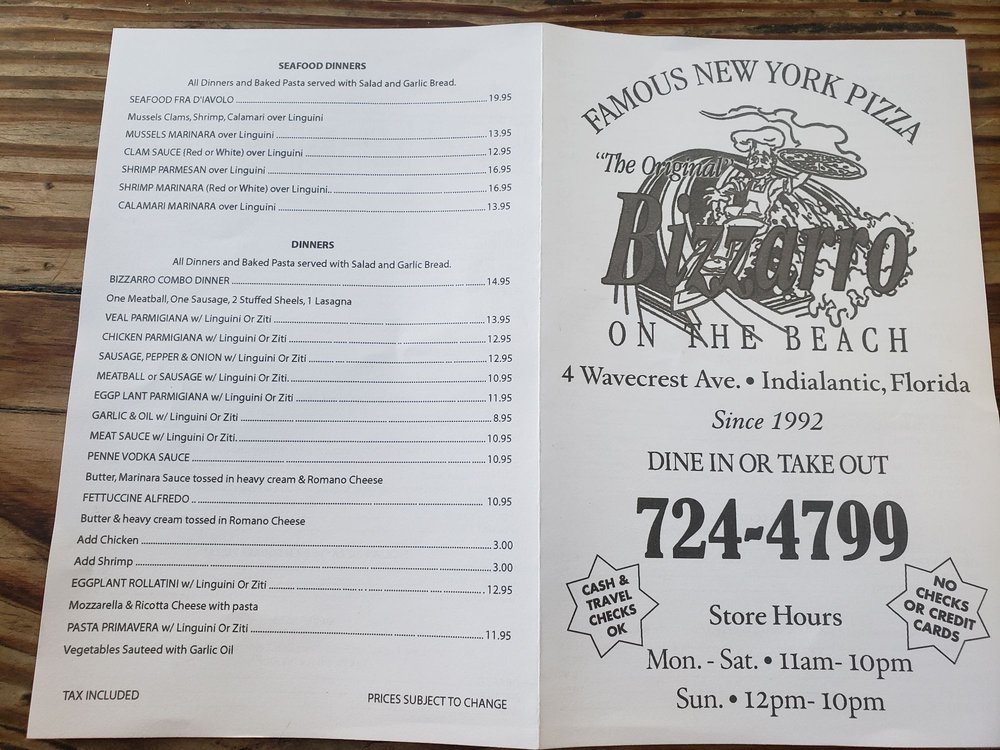 SEAFOOD DINNERS
All Dinners and Baked Pasta served with Salad and Garlic Bread.
SEAFOOD FRA D'IAVOLO 19.95
Mussels Clams, Shrimp, Calamari over Linguini
MUSSELS MARINARA over Linguini 13.95
CLAM SAUCE (Red or White) over Linguini 12.95
SHRIMP PARMESAN over Linguini 16.95
SHRIMP MARINARA (Red or White) over Linguini.. 16.95
CALAMARI MARINARA over Linguini 13.95
DINNERS
All Dinners and Baked Pasta served with Salad and Garlic Bread.
BIZZARRO COMBO DINNER 14.95
One Meatball, One Sausage, 2 Stuffed Sheels, 1 Lasagna
VEAL PARMIGIANA w/ Linguini Or Ziti 13.95
CHICKEN PARMIGIANA w/ Linguini Or Ziti 12.95
SAUSAGE, PEPPER & ONION w/ Linguini Or Ziti 12.95
MEATBALL or SAUSAGE w/ Linguini Or Ziti. 10.95
EGGP LANT PARMIGIANA w/ Linguini Or Ziti 11.95
GARLIC & OIL w/ Linguini Or Ziti 8.95
MEAT SAUCE w/ Linguini Or Ziti. 10.95
PENNE VODKA SAUCE 10.95
Butter, Marinara Sauce tossed in heavy cream & Romano Cheese
FETTUCCINE ALFREDO .. 10.95
Butter & heavy cream tossed in Romano Cheese
Add Chicken 3.00
Add Shrimp 3.00
EGGPLANT ROLLATINI w/ Linguini Or Ziti 12.95
Mozzarella & Ricotta Cheese with pasta
PASTA PRIMAVERA w/ Linguini Or Ziti 11.95
Vegetables Sauteed with Garlic Oil
TAX INCLUDED
PRICES SUBJECT TO CHANGE
FAMOUS NEW YORK PIZZA
"The Original"
Bizzarro
ON THE BEACH
4 Wavecrest Ave. • Indialantic, Florida
Since 1992
DINE IN OR TAKE OUT
724-4799
CASH &
TRAVEL
CHECKS
OK
NO
CHECKS
OR CREDIT
CARDS
Store Hours
Mon. - Sat. • 11am- 10pm
Sun. • 12pm- 10pm